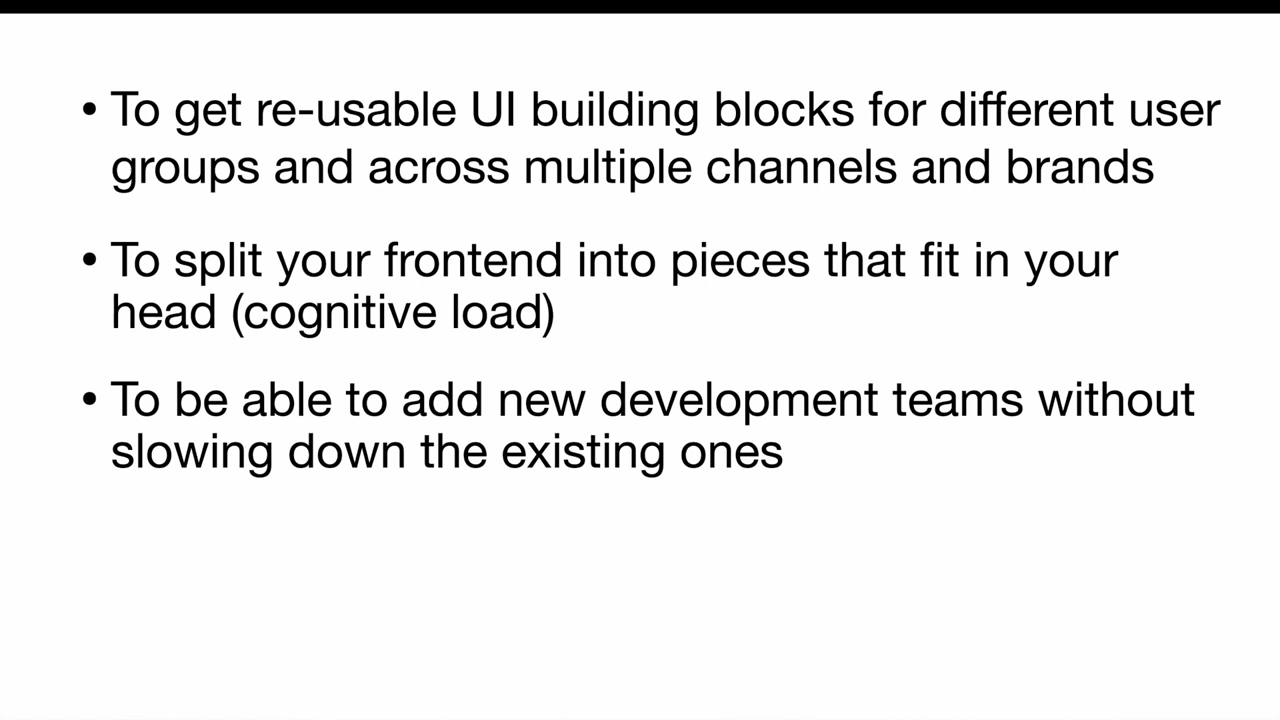 • To get re-usable UI building blocks for different user
groups and across multiple channels and brands
• To split your frontend into pieces that fit in your
head (cognitive load)
• To be able to add new development teams without
slowing down the existing ones